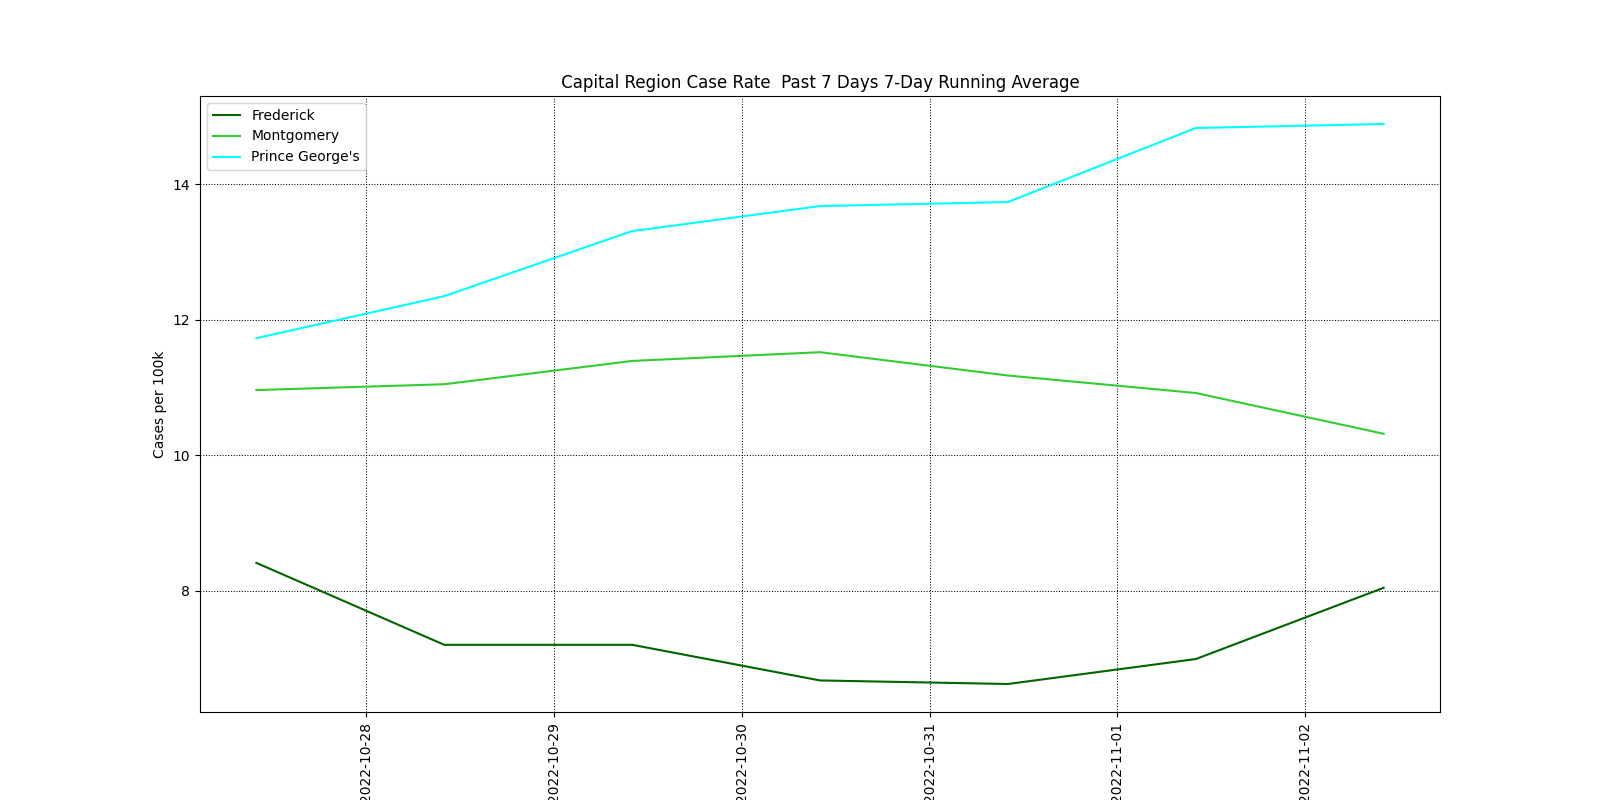 Capital Region Case Rate  Past 7 Days 7-Day Running Average
Frederick
Montgomery
Prince George's
14
12
10
8
Cases per 100k
2022-10-28
2022-10-29
2022-10-30
2022-10-31
2022-11-01
2022-11-02